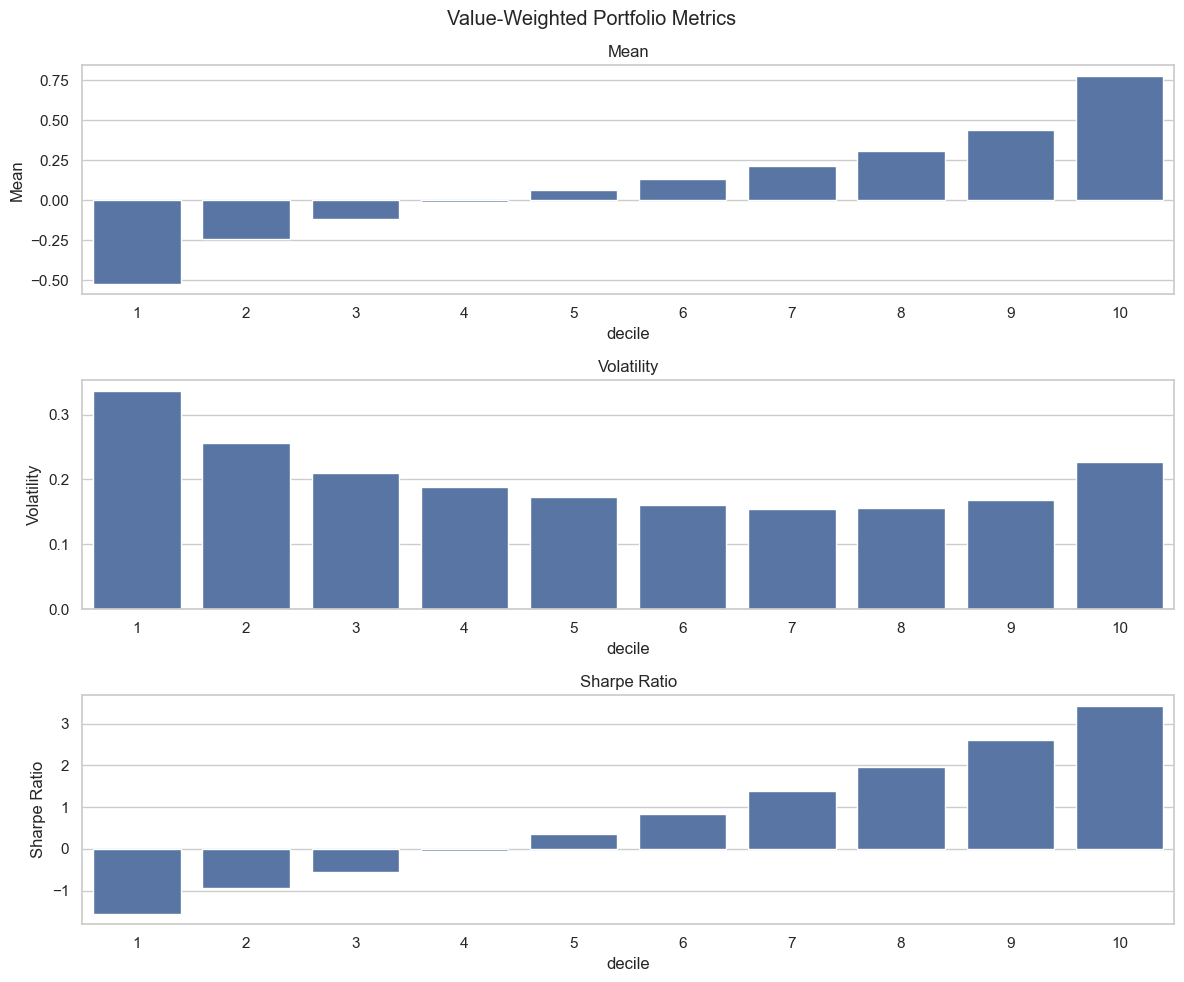 Value-Weighted Portfolio Metrics
Mean
0.75
0.50
0.25
0.00
−0.25
−0.50
Mean
1 2 3 4 5 6 7 8 9 10
decile
Volatility
0.3
0.2
0.1
0.0
Volatility
1 2 3 4 5 6 7 8 9 10
decile
Sharpe Ratio
3
2
1
0
−1
Sharpe Ratio
1 2 3 4 5 6 7 8 9 10
decile